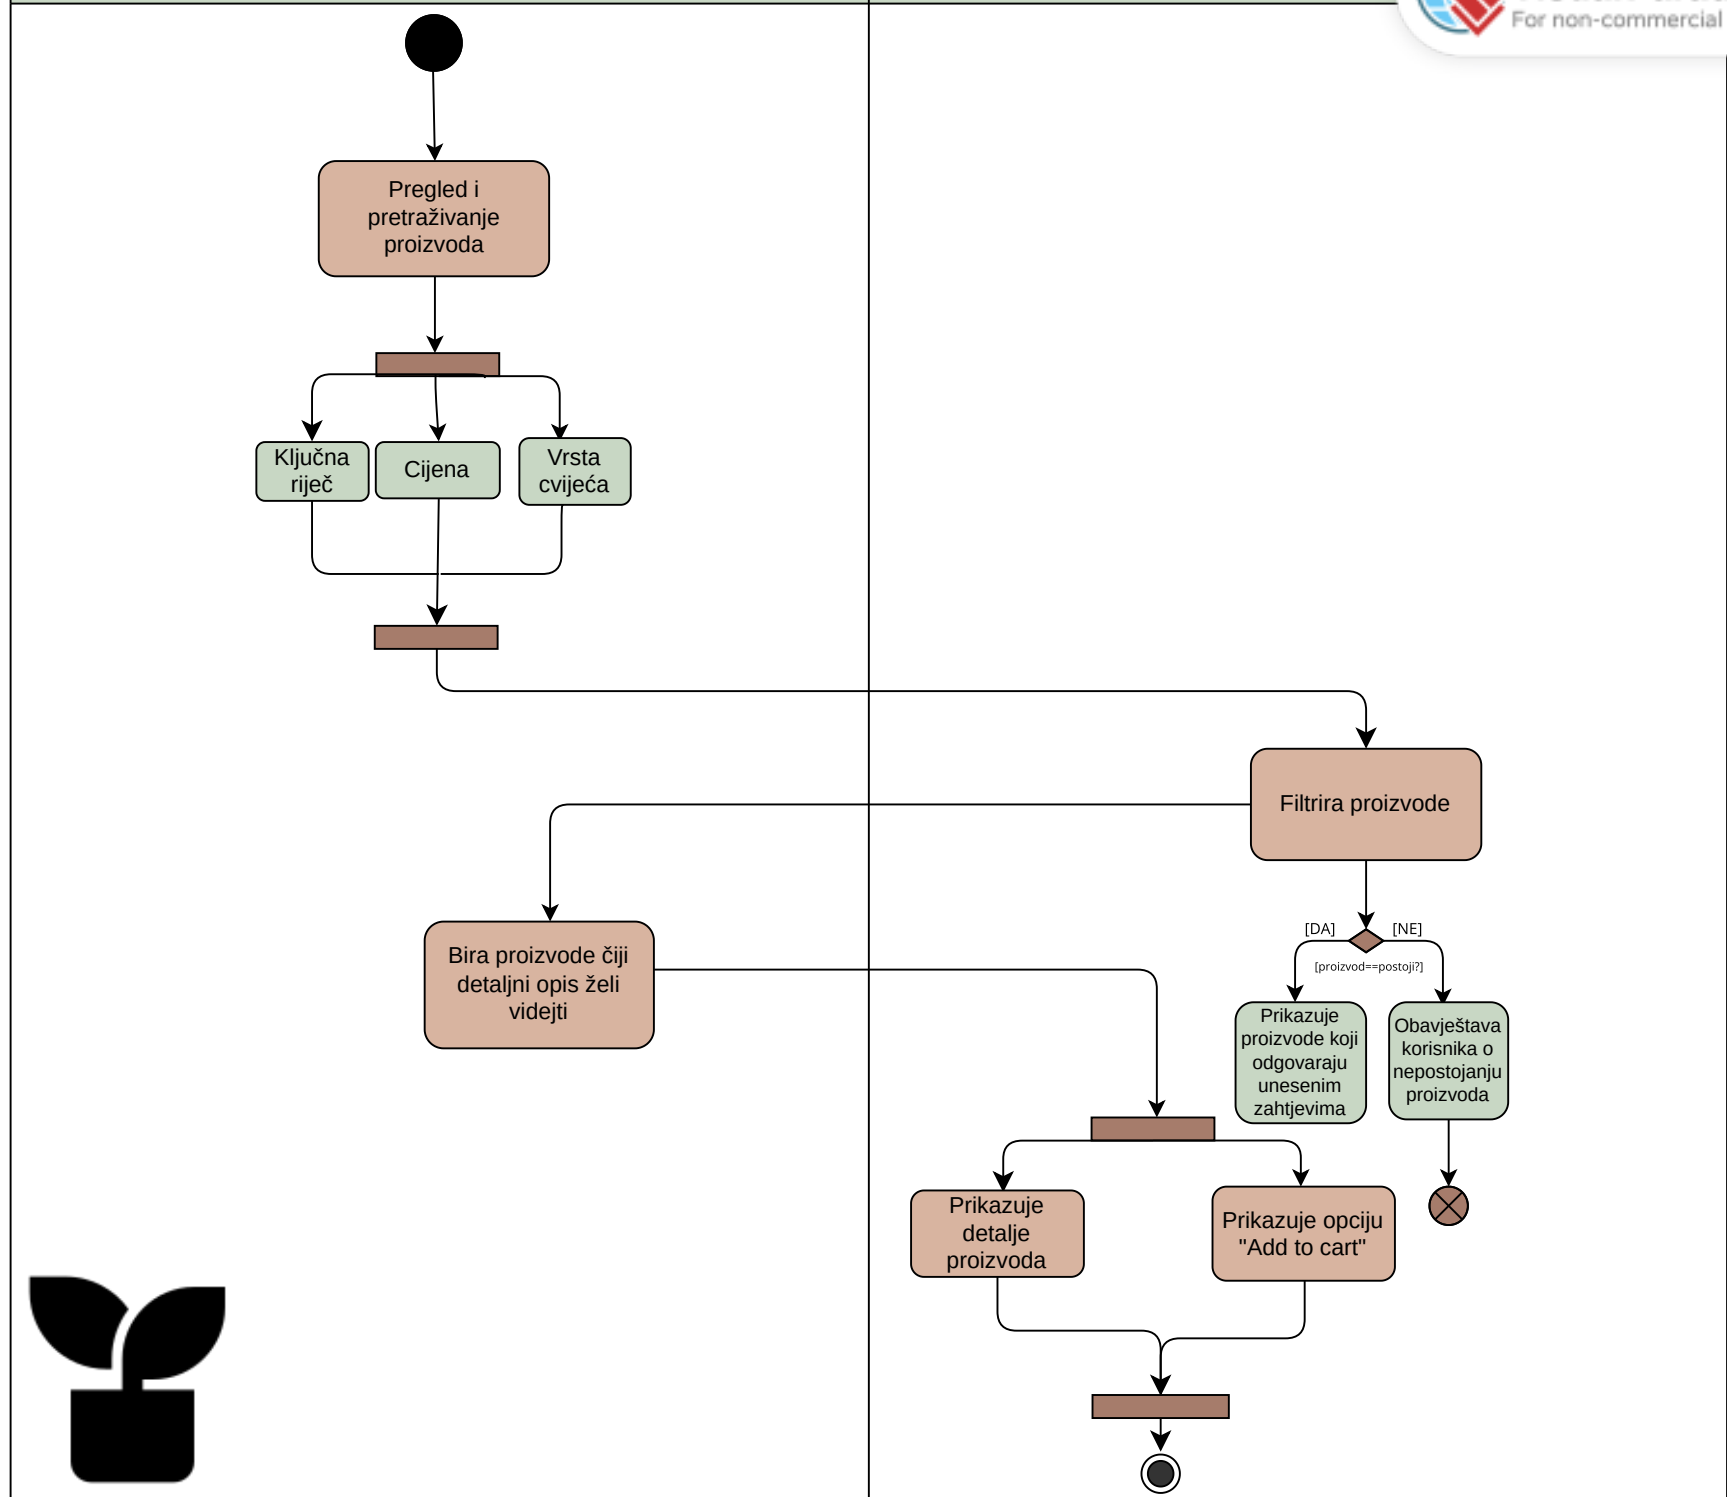 For non-commercial
Pregled i
pretraživanje
proizvoda
Ključna
riječ
Cijena
Vrsta
cvijeća
Filtrira proizvode
Bira proizvode čiji
detaljni opis želi
videjti
[DA]
[NE]
[proizvod==postoji?]
Prikazuje
proizvode koji
odgovaraju
unesenim
zahtjevima
Obavještava
korisnika o
nepostojanju
proizvoda
Prikazuje
detalje
proizvoda
Prikazuje opciju
"Add to cart"